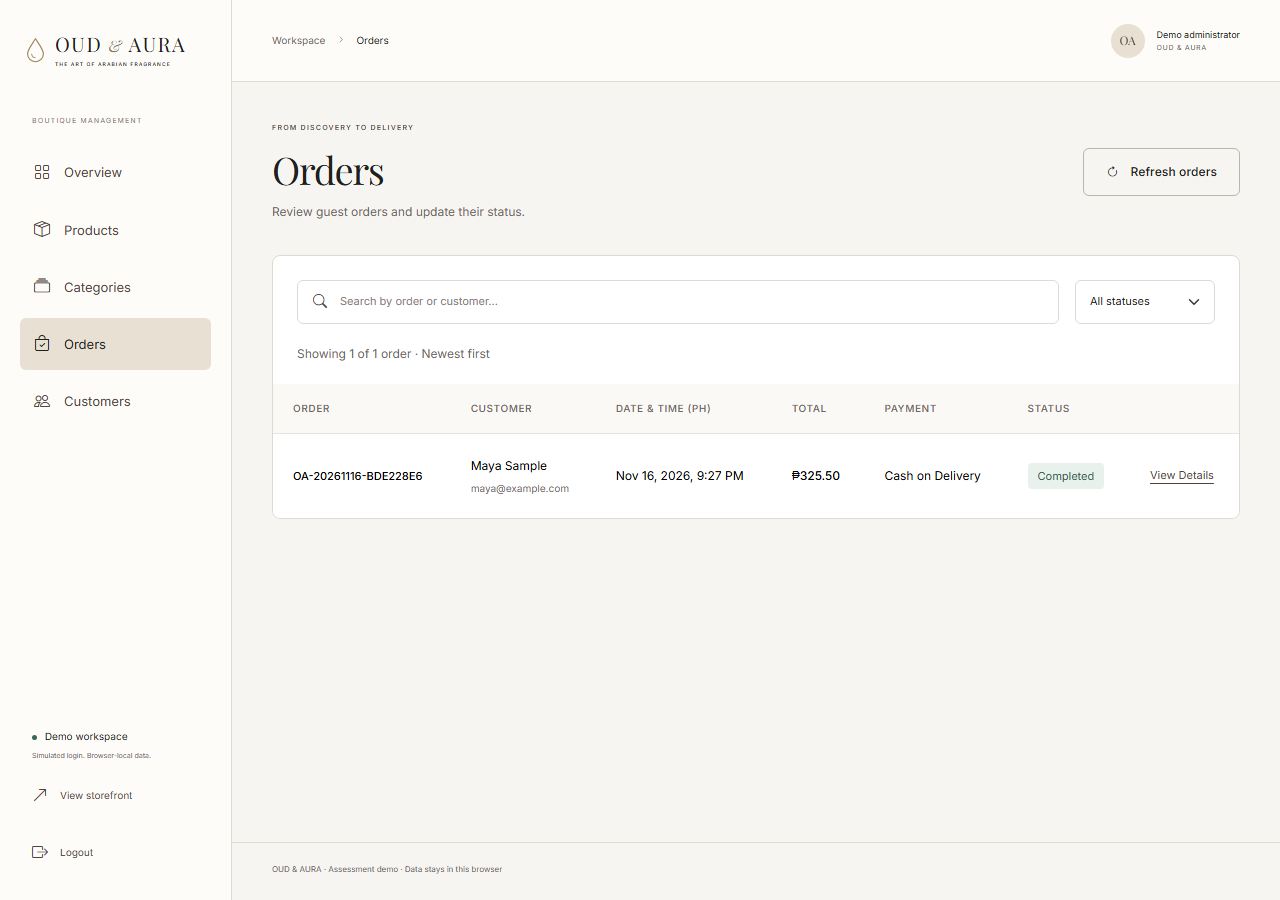 OUD & AURA
THE ART OF ARABIAN FRAGRANCE
BOUTIQUE MANAGEMENT
Overview
Products
Categories
Orders
Customers
Demo workspace
Simulated login. Browser-local data.
View storefront
Logout
Workspace > Orders
OA
Demo administrator
OUD & AURA
FROM DISCOVERY TO DELIVERY
Orders
Review guest orders and update their status.
Refresh orders
Search by order or customer...
All statuses
Showing 1 of 1 order · Newest first
ORDER CUSTOMER DATE & TIME (PH) TOTAL PAYMENT STATUS
OA-20261116-BDE228E6 Maya Sample Nov 16, 2026, 9:27 PM ₱325.50 Cash on Delivery Completed View Details
maya@example.com
OUD & AURA · Assessment demo · Data stays in this browser